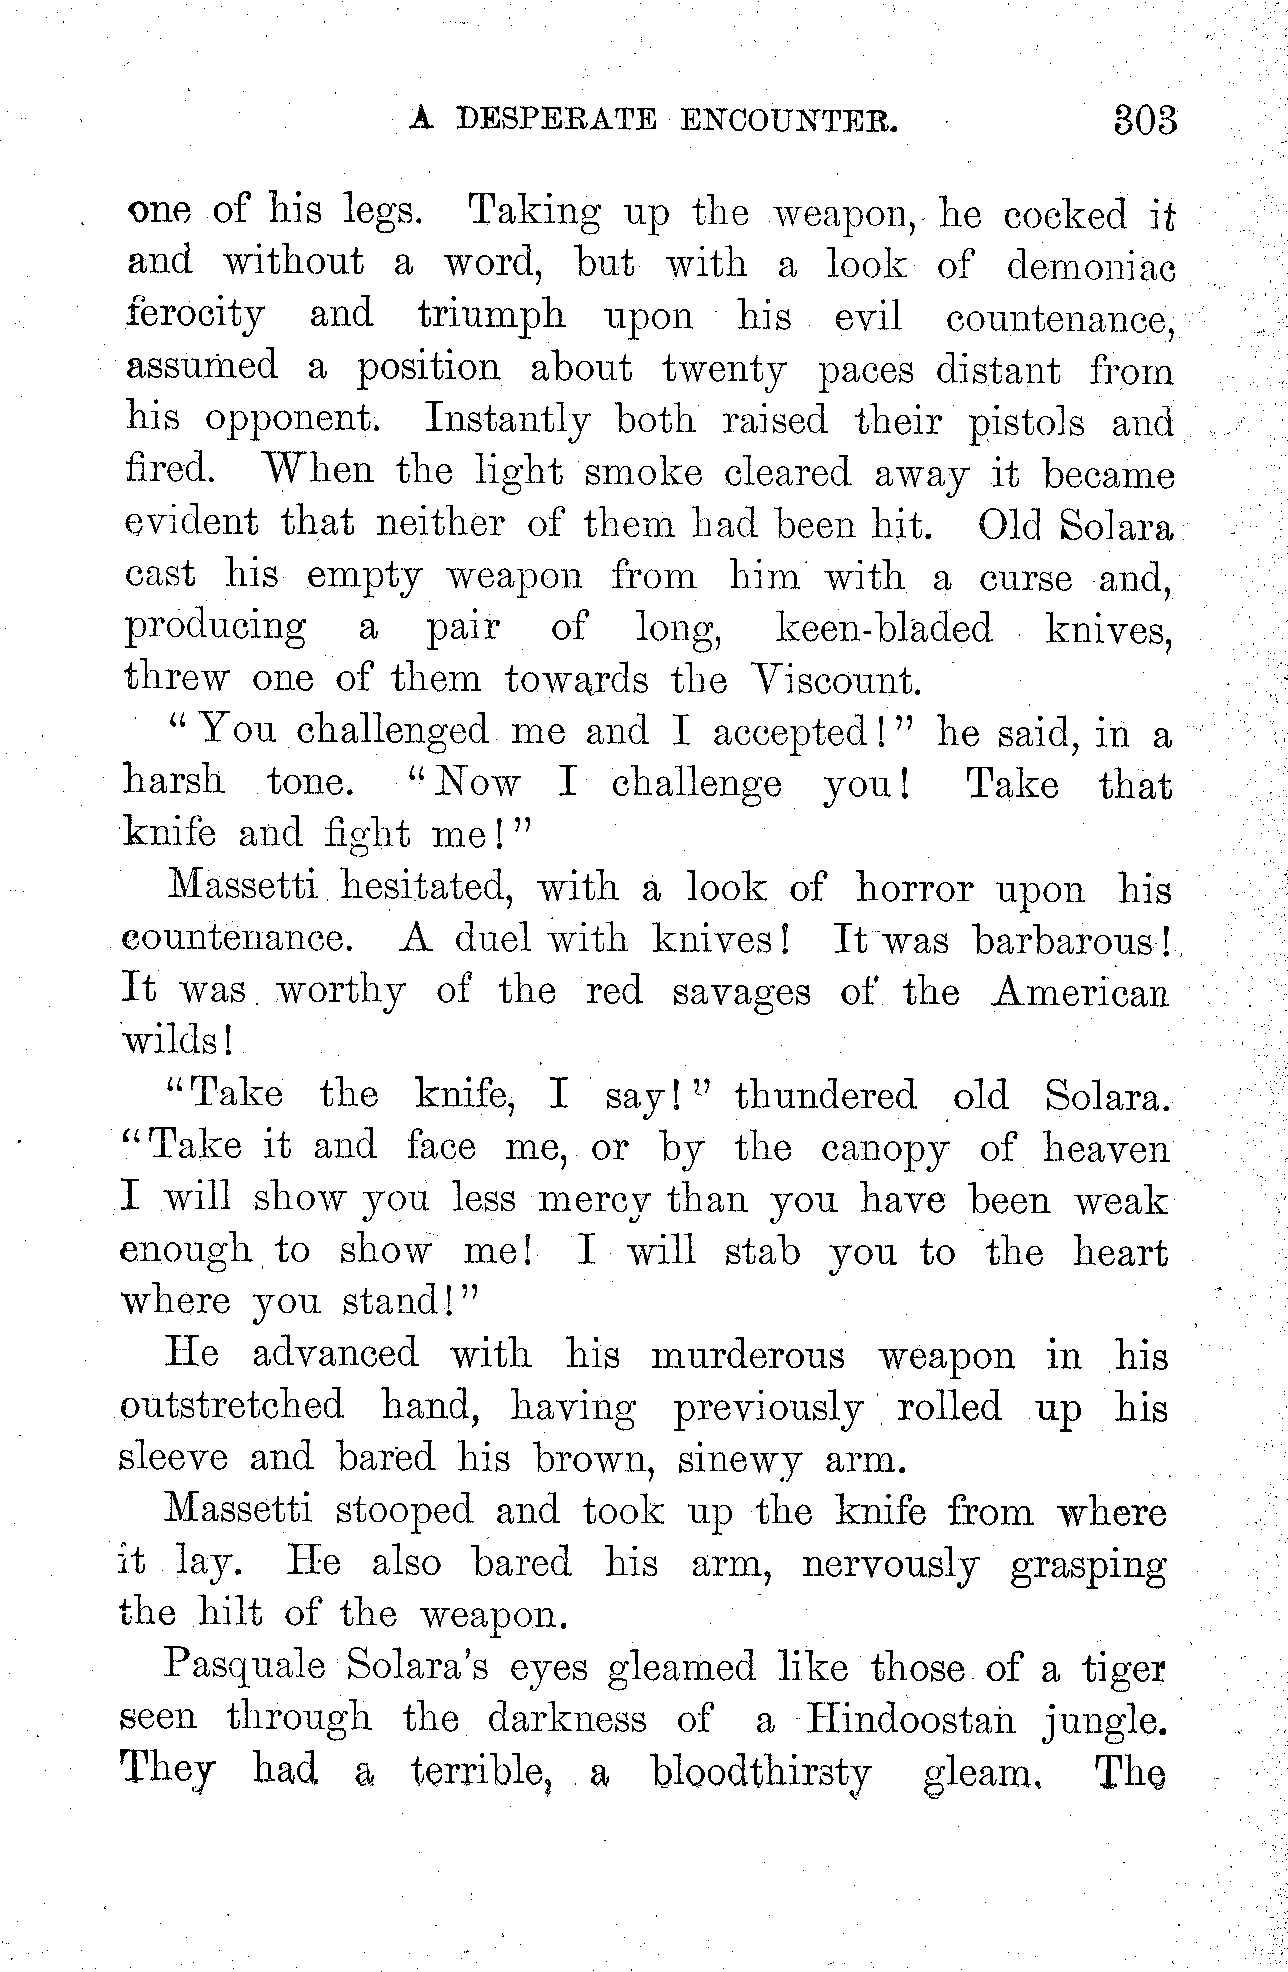 A DESPERATE ENCOUNTER. 303
one of his legs. Taking up the weapon, he cocked it
and without a word, but with a look of demoniac
ferocity and triumph upon his evil countenance,
assumed a position about twenty paces distant from
his opponent. Instantly both raised their pistols and
fired. When the light smoke cleared away it became
evident that neither of them had been hit. Old Solara
cast his empty weapon from him with a curse and,
producing a pair of long, keen-bladed knives,
threw one of them towards the Viscount.
“You challenged me and I accepted!” he said, in a
harsh tone. “Now I challenge you! Take that
knife and fight me!”
Massetti hesitated, with a look of horror upon his
countenance. A duel with knives! It was barbarous!
It was worthy of the red savages of the American
wilds!
“Take the knife, I say!” thundered old Solara.
“Take it and face me, or by the canopy of heaven
I will show you less mercy than you have been weak
enough to show me! I will stab you to the heart
where you stand!”
He advanced with his murderous weapon in his
outstretched hand, having previously rolled up his
sleeve and bared his brown, sinewy arm.
Massetti stooped and took up the knife from where
it lay. He also bared his arm, nervously grasping
the hilt of the weapon.
Pasquale Solara’s eyes gleamed like those of a tiger
seen through the darkness of a Hindoostan jungle.
They had a terrible, a bloodthirsty gleam. The